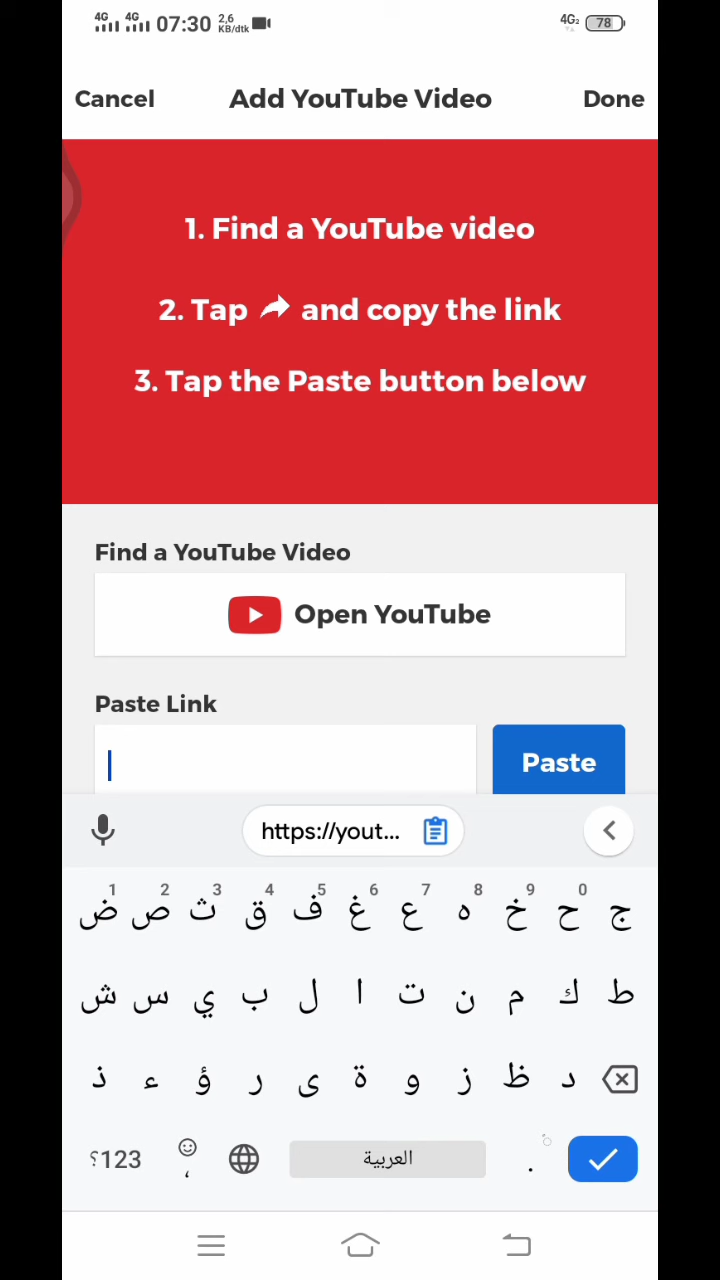 4G 4G 07:30 2,6 KB/dtk 4G2 78
Cancel Add YouTube Video Done
1. Find a YouTube video
2. Tap and copy the link
3. Tap the Paste button below
Find a YouTube Video
Open YouTube
Paste Link
Paste
https://yout...
1 2 3 4 5 6 7 8 9 0
ض ص ث ق ف غ ع ه خ ح ج
ش س ي ب ل ا ت ن م ك ط
ذ ء ؤ ر ى ة و ز ظ د
؟123 ، العربية .